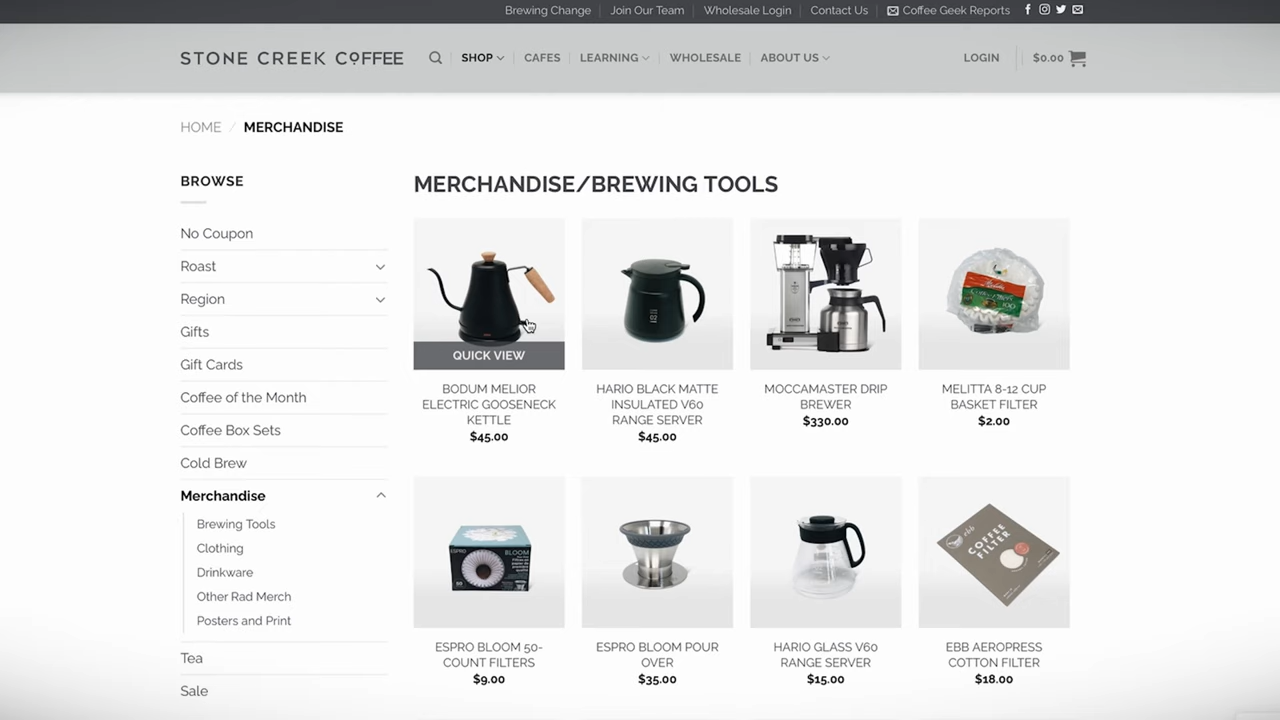 Brewing Change
Join Our Team
Wholesale Login
Contact Us
Coffee Geek Reports
STONE CREEK COFFEE
SHOP
CAFES
LEARNING
WHOLESALE
ABOUT US
LOGIN
$0.00
HOME / MERCHANDISE
BROWSE
No Coupon
Roast
Region
Gifts
Gift Cards
Coffee of the Month
Coffee Box Sets
Cold Brew
Merchandise
Brewing Tools
Clothing
Drinkware
Other Rad Merch
Posters and Print
Tea
Sale
MERCHANDISE/BREWING TOOLS
QUICK VIEW
BODUM MELIOR
ELECTRIC GOOSENECK
KETTLE
$45.00
HARIO BLACK MATTE
INSULATED V60
RANGE SERVER
$45.00
MOCCAMASTER DRIP
BREWER
$330.00
MELITTA 8-12 CUP
BASKET FILTER
$2.00
ESPRO
BLOOM
50
ESPRO BLOOM 50-
COUNT FILTERS
$9.00
ESPRO BLOOM POUR
OVER
$35.00
HARIO GLASS V60
RANGE SERVER
$15.00
ebb
COFFEE
FILTER
EBB AEROPRESS
COTTON FILTER
$18.00